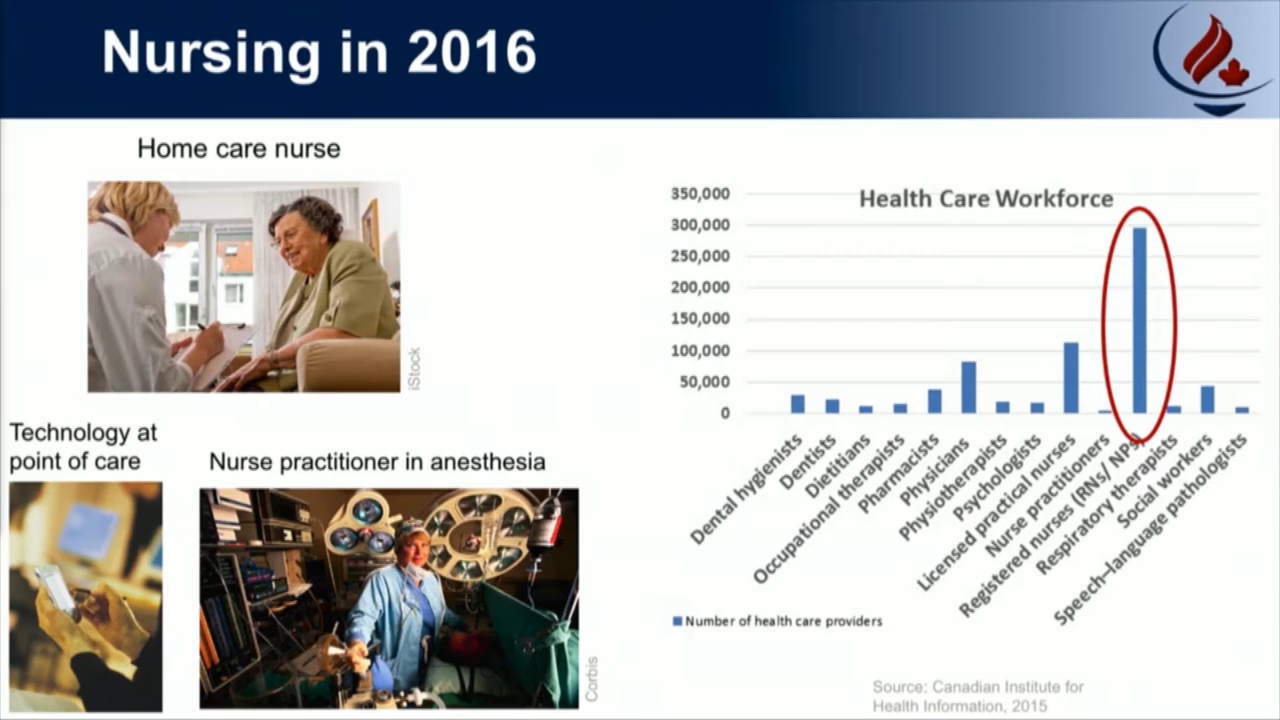 Nursing in 2016
Home care nurse
iStock
Technology at
point of care
Nurse practitioner in anesthesia
Corbis
Health Care Workforce
350,000
300,000
250,000
200,000
150,000
100,000
50,000
0
Dental hygienists
Dentists
Dietitians
Occupational therapists
Pharmacists
Physicians
Physiotherapists
Psychologists
Licensed practical nurses
Nurse practitioners
Registered nurses (RNs/ NPs)
Respiratory therapists
Social workers
Speech–language pathologists
Number of health care providers
Source: Canadian Institute for
Health Information, 2015